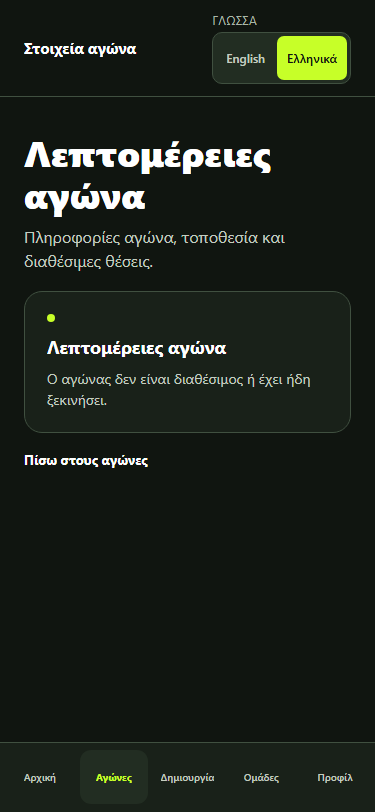 Στοιχεία αγώνα
ΓΛΩΣΣΑ
English
Ελληνικά
Λεπτομέρειες
αγώνα
Πληροφορίες αγώνα, τοποθεσία και
διαθέσιμες θέσεις.
Λεπτομέρειες αγώνα
Ο αγώνας δεν είναι διαθέσιμος ή έχει ήδη
ξεκινήσει.
Πίσω στους αγώνες
Αρχική
Αγώνες
Δημιουργία
Ομάδες
Προφίλ